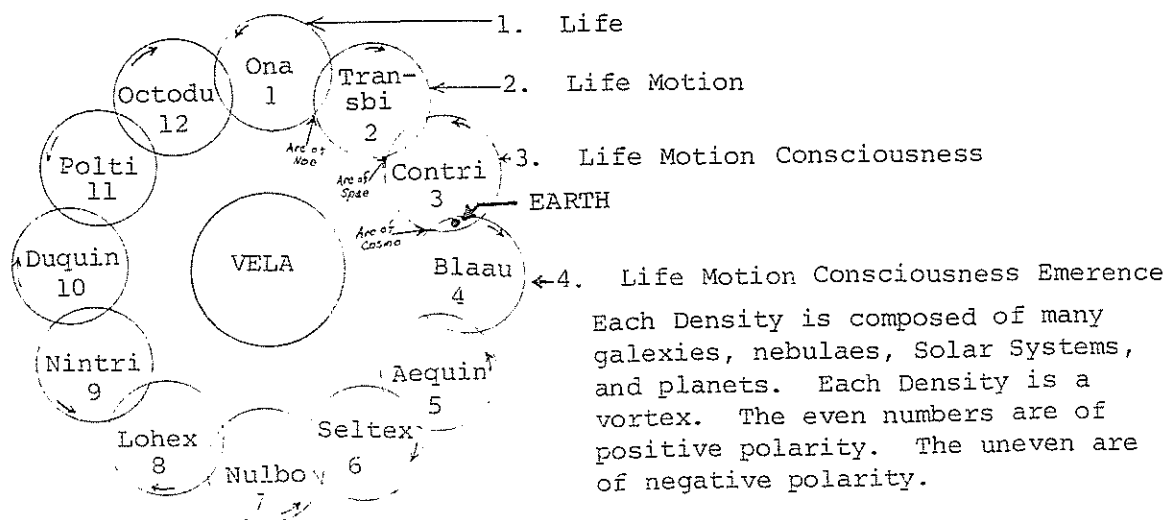 1. Life
Ona
1
Tran-
sbi
2
2. Life Motion
Octodu
12
Arc of
Noe
Polti
11
Arc of
Spae
Contri
3
3. Life Motion Consciousness
EARTH
Arc of
Cosmo
Duquin
10
VELA
Blaau
4
4. Life Motion Consciousness Emerence
Each Density is composed of many
galexies, nebulaes, Solar Systems,
and planets. Each Density is a
vortex. The even numbers are of
positive polarity. The uneven are
of negative polarity.
Nintri
9
Aequin
5
Lohex
8
Seltex
6
Nulbo
7